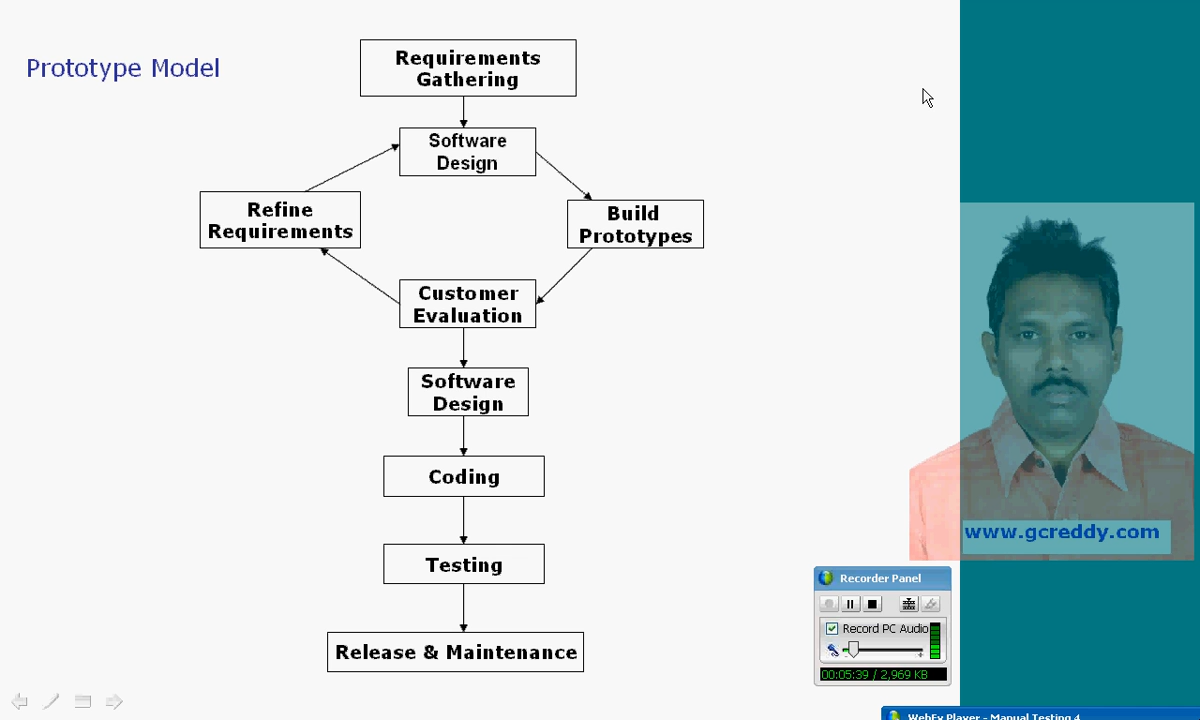 Prototype Model
Requirements
Gathering
Software
Design
Refine
Requirements
Build
Prototypes
Customer
Evaluation
Software
Design
Coding
Testing
Release & Maintenance
www.gcreddy.com
Recorder Panel
Record PC Audio
- +
00:05:39 / 2,969 KB
WebEx Player - Manual Testing 4